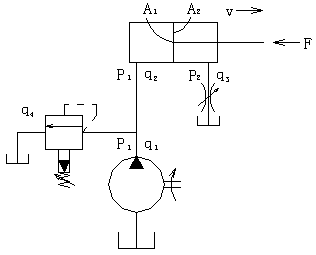 A₁ A₂ v
F
P₁ q₂ P₂ q₃
q₄
P₁ q₁